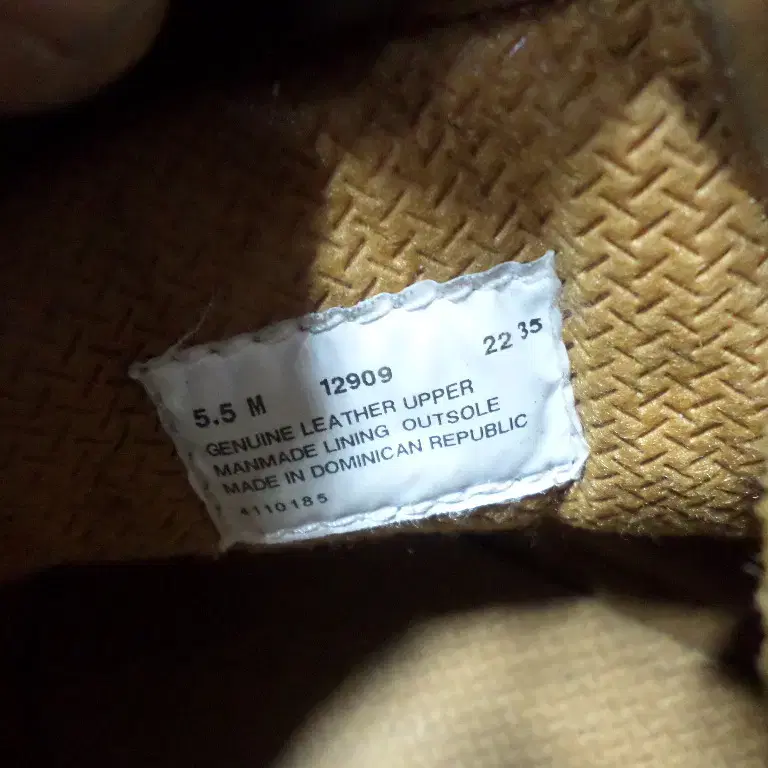 5.5 M 12909 22 35
GENUINE LEATHER UPPER
MANMADE LINING OUTSOLE
MADE IN DOMINICAN REPUBLIC
4110185